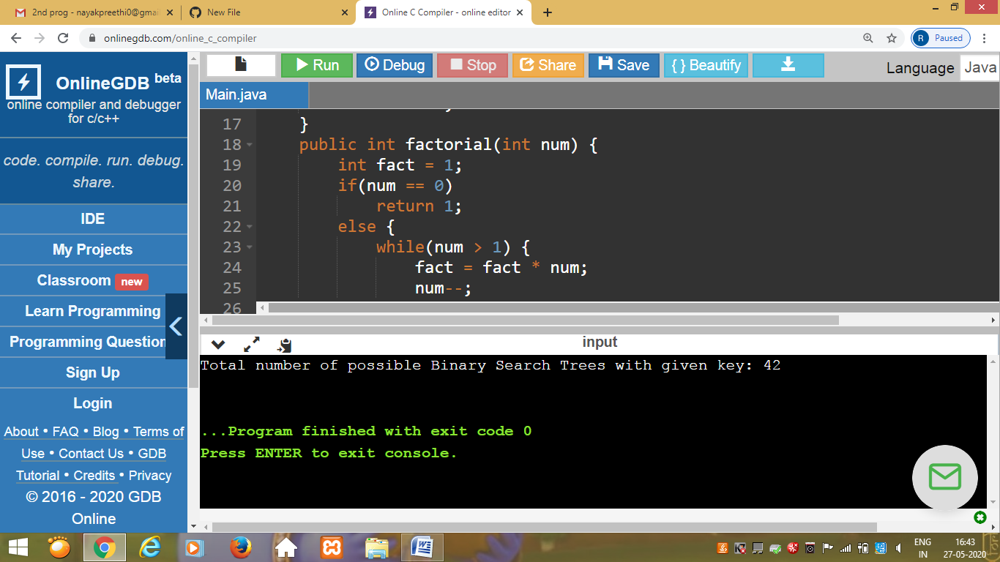 2nd prog - nayakpreethi0@gmai
New File
Online C Compiler - online editor
onlinegdb.com/online_c_compiler
R Paused
OnlineGDB beta
online compiler and debugger
for c/c++
code. compile. run. debug.
share.
IDE
My Projects
Classroom new
Learn Programming
Programming Question
Sign Up
Login
About • FAQ • Blog • Terms of
Use • Contact Us • GDB
Tutorial • Credits • Privacy
© 2016 - 2020 GDB
Online
Run Debug Stop Share Save { } Beautify
Language Java
Main.java
17 }
18 public int factorial(int num) {
19 int fact = 1;
20 if(num == 0)
21 return 1;
22 else {
23 while(num > 1) {
24 fact = fact * num;
25 num--;
26
input
Total number of possible Binary Search Trees with given key: 42
...Program finished with exit code 0
Press ENTER to exit console.
ENG 16:43
IN 27-05-2020